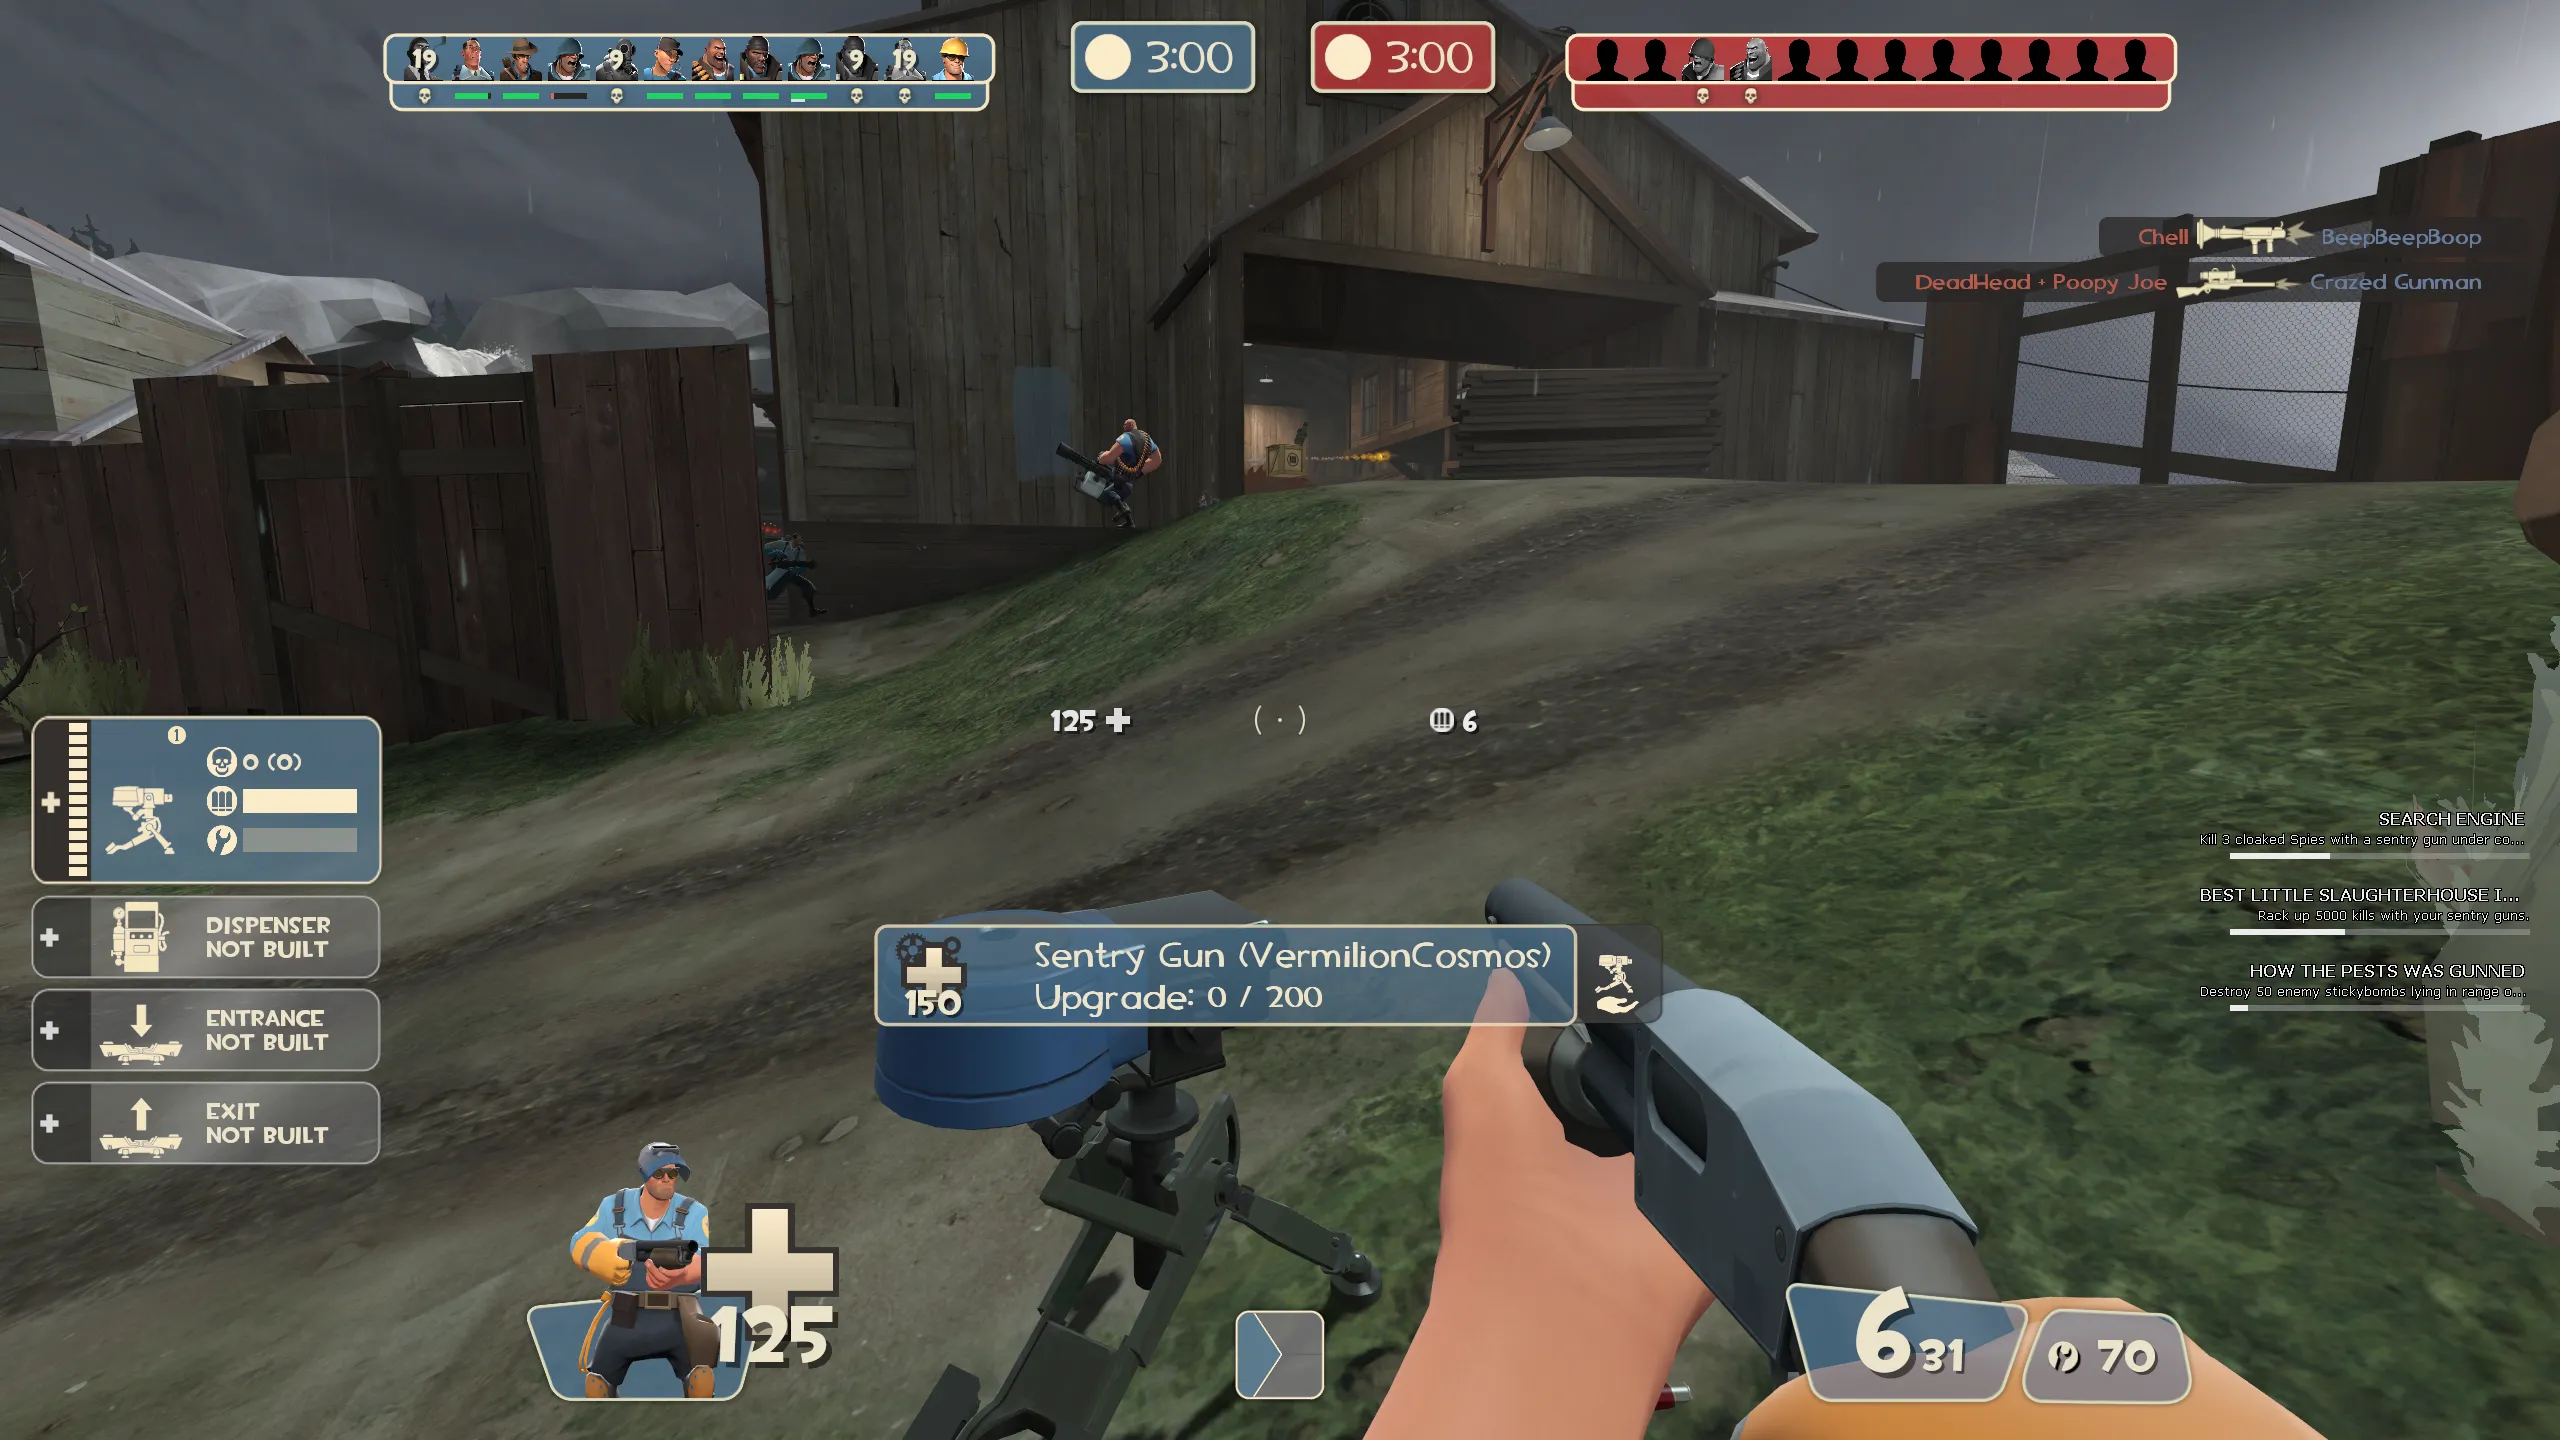 19
9
9
19
3:00
3:00
Chell BeepBeepBoop
DeadHead + Poopy Joe Crazed Gunman
125
6
1
0 (0)
DISPENSER
NOT BUILT
ENTRANCE
NOT BUILT
EXIT
NOT BUILT
SEARCH ENGINE
Kill 3 cloaked Spies with a sentry gun under co...
BEST LITTLE SLAUGHTERHOUSE I...
Rack up 5000 kills with your sentry guns.
HOW THE PESTS WAS GUNNED
Destroy 50 enemy stickybombs lying in range o...
Sentry Gun (VermilionCosmos)
150
Upgrade: 0 / 200
125
6 31
70